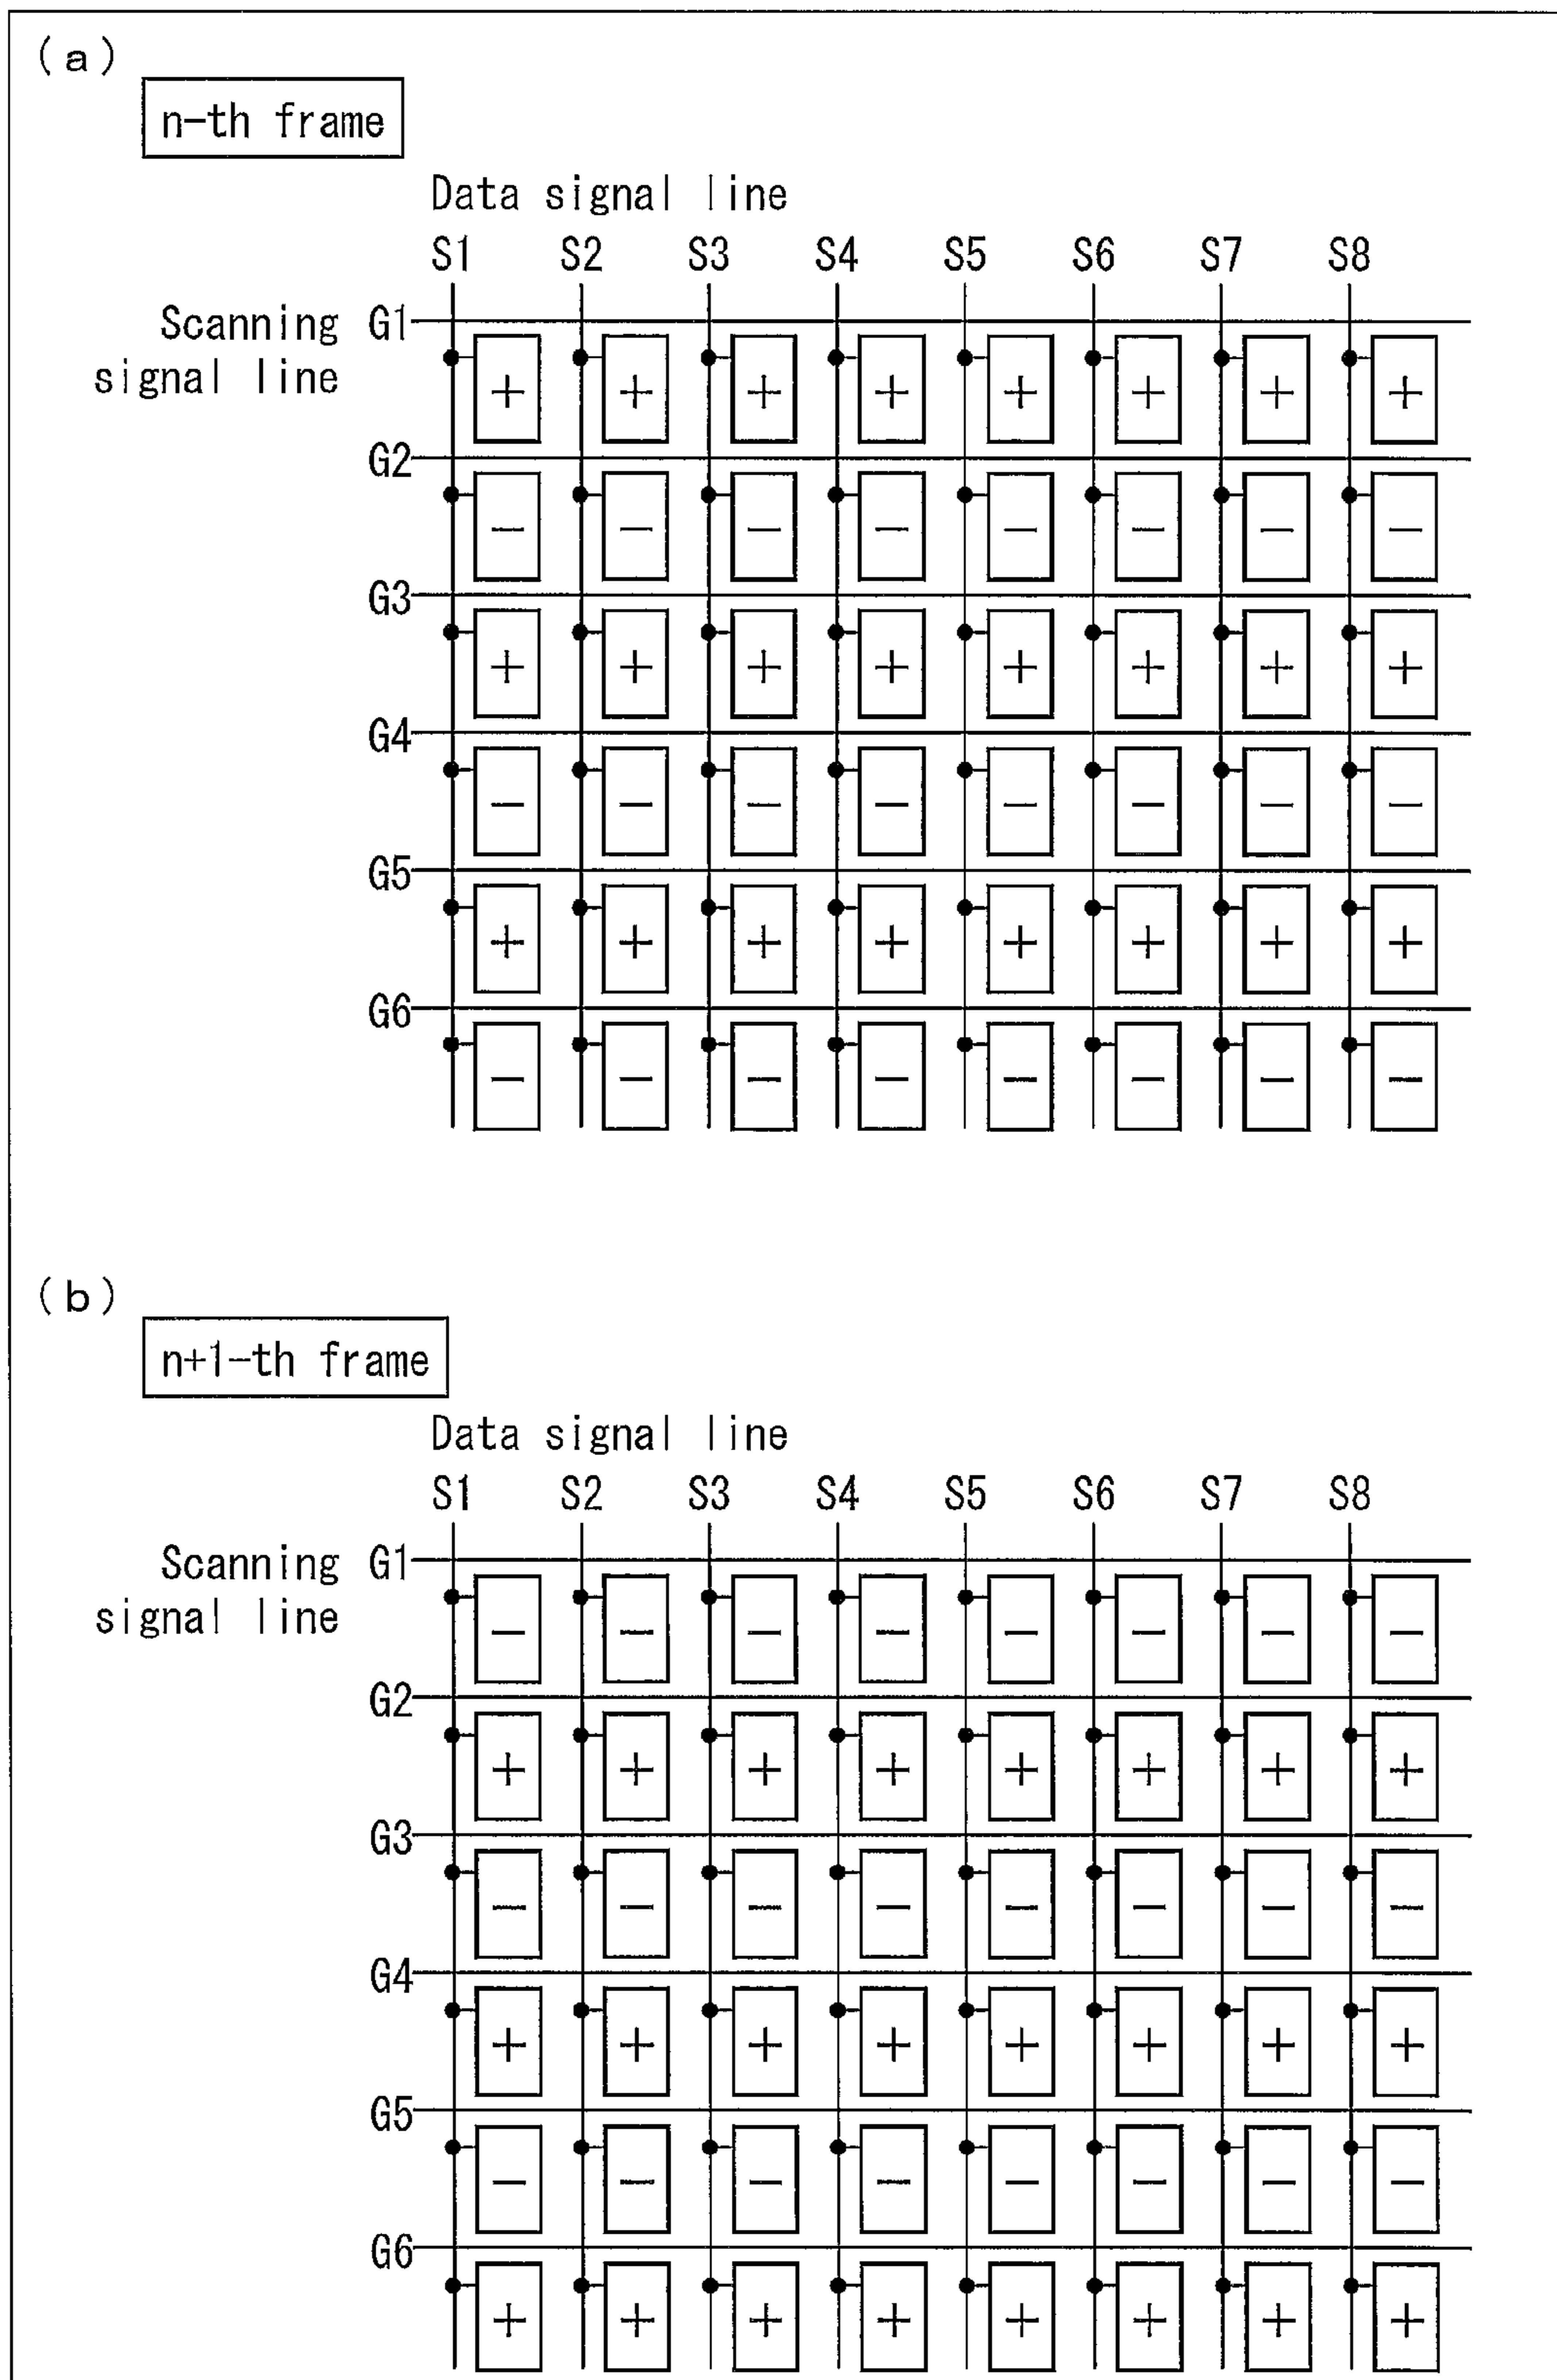 (a)
n-th frame
Data signal line
S1 S2 S3 S4 S5 S6 S7 S8
Scanning G1
signal line
+ + + + + + + +
G2
− − − − − − − −
G3
+ + + + + + + +
G4
− − − − − − − −
G5
+ + + + + + + +
G6
− − − − − − − −
(b)
n+1-th frame
Data signal line
S1 S2 S3 S4 S5 S6 S7 S8
Scanning G1
signal line
− − − − − − − −
G2
+ + + + + + + +
G3
− − − − − − − −
G4
+ + + + + + + +
G5
− − − − − − − −
G6
+ + + + + + + +